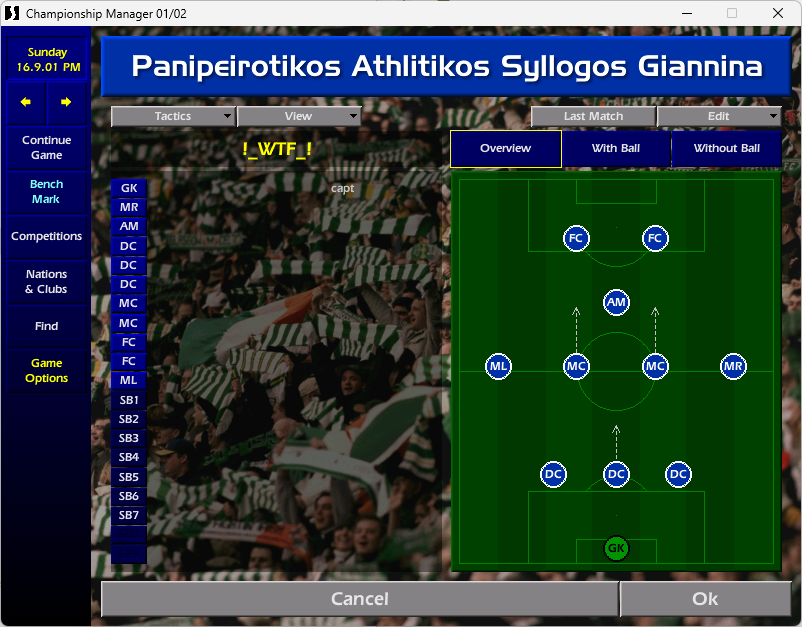 Championship Manager 01/02
Sunday
16.9.01 PM
Continue
Game
Bench
Mark
Competitions
Nations
& Clubs
Find
Game
Options
Panipeirotikos Athlitikos Syllogos Giannina
Tactics
View
Last Match
Edit
!_WTF_!
Overview
With Ball
Without Ball
GK capt
MR
AM
DC
DC
DC
MC
MC
FC
FC
ML
SB1
SB2
SB3
SB4
SB5
SB6
SB7
FC FC
AM
ML MC MC MR
DC DC DC
GK
Cancel
Ok